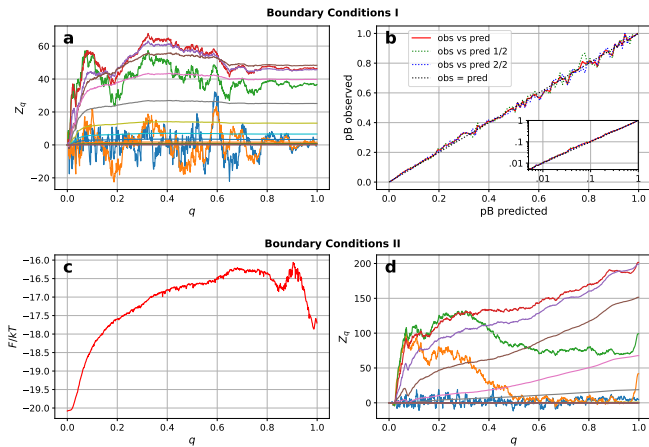 Boundary Conditions I
a
60
40
20
0
−20
Zq
0.0 0.2 0.4 0.6 0.8 1.0
q
b
1.0
0.8
0.6
0.4
0.2
0.0
pB observed
obs vs pred
obs vs pred 1/2
obs vs pred 2/2
obs = pred
1
.1
.01
.01 .1 1
0.0 0.2 0.4 0.6 0.8 1.0
pB predicted
Boundary Conditions II
c
−16.0
−16.5
−17.0
−17.5
−18.0
−18.5
−19.0
−19.5
−20.0
F/kT
0.0 0.2 0.4 0.6 0.8 1.0
q
d
200
150
100
50
0
Zq
0.0 0.2 0.4 0.6 0.8 1.0
q